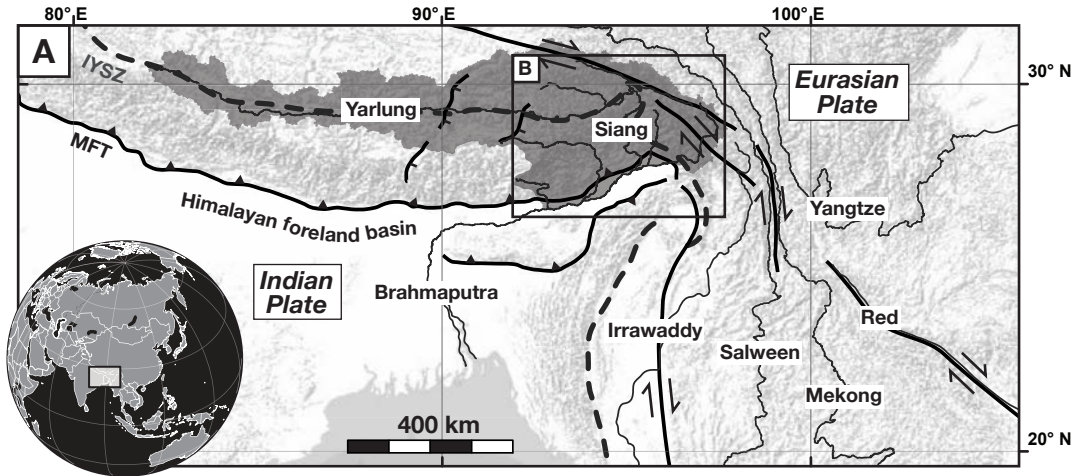 80°E
90°E
100°E
A
IYSZ
B
30° N
Eurasian
Plate
Yarlung
Siang
MFT
Himalayan foreland basin
Yangtze
Indian
Plate
Brahmaputra
Irrawaddy
Red
Salween
Mekong
400 km
20° N